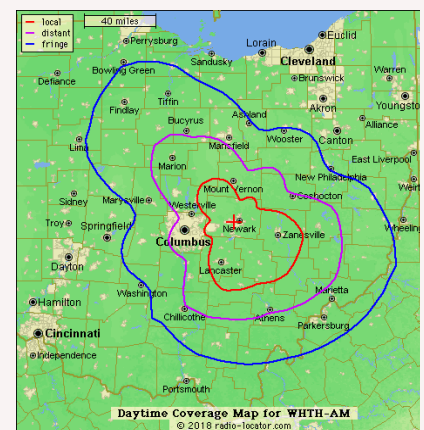 local
distant
fringe
40 miles
Perrysburg
Bowling Green
Defiance
Sandusky
Lorain
Euclid
Cleveland
Brunswick
Warren
Akron
Youngsto
Findlay
Tiffin
Bucyrus
Ashland
Canton
Alliance
Wooster
Mansfield
Lima
Marion
East Liverpool
New Philadelphia
Weirt
Mount Vernon
Coshocton
Sidney
Marysville
Westerville
Newark
Wheeling
Troy
Springfield
Columbus
Zanesville
Dayton
Lancaster
Washington
Marietta
Hamilton
Chillicothe
Athens
Parkersburg
Cincinnati
Independence
Portsmouth
Daytime Coverage Map for WHTH-AM
© 2018 radio-locator.com